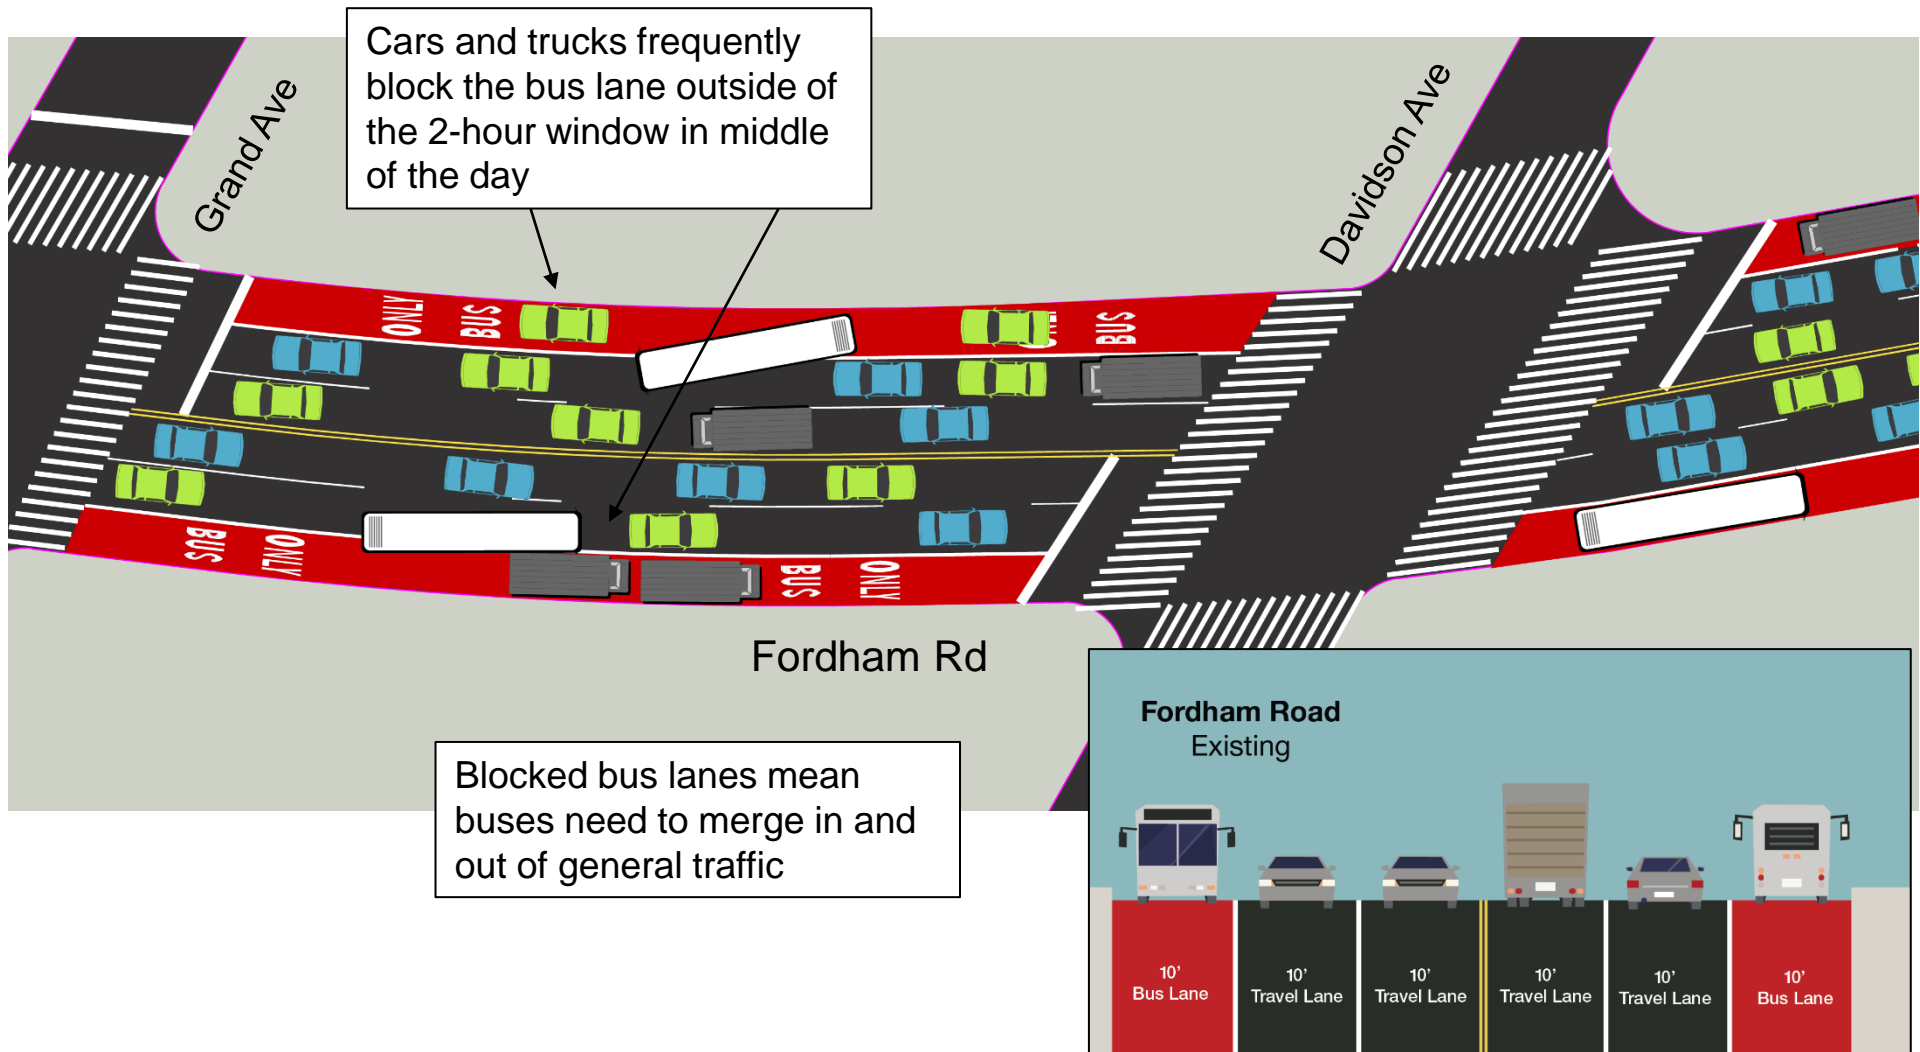 Cars and trucks frequently
block the bus lane outside of
the 2-hour window in middle
of the day
Grand Ave
Davidson Ave
ONLY
BUS
ONLY
BUS
BUS
ONLY
BUS
ONLY
Fordham Rd
Blocked bus lanes mean
buses need to merge in and
out of general traffic
Fordham Road
Existing
10'
Bus Lane
10'
Travel Lane
10'
Travel Lane
10'
Travel Lane
10'
Travel Lane
10'
Bus Lane